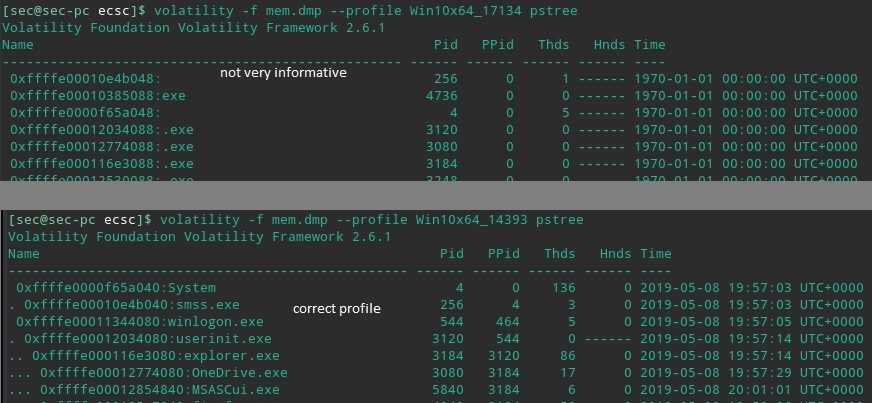 [sec@sec-pc ecsc]$ volatility -f mem.dmp --profile Win10x64_17134 pstree
Volatility Foundation Volatility Framework 2.6.1
Name Pid PPid Thds Hnds Time
-------------------------------------------------- ------ ------ ------ ------ ----
0xffffe00010e4b048: 256 0 1 ------ 1970-01-01 00:00:00 UTC+0000
not very informative
0xffffe00010385088:exe 4736 0 0 ------ 1970-01-01 00:00:00 UTC+0000
0xffffe0000f65a048: 4 0 5 ------ 1970-01-01 00:00:00 UTC+0000
0xffffe00012034088:.exe 3120 0 0 ------ 1970-01-01 00:00:00 UTC+0000
0xffffe00012774088:.exe 3080 0 0 ------ 1970-01-01 00:00:00 UTC+0000
0xffffe000116e3088:.exe 3184 0 0 ------ 1970-01-01 00:00:00 UTC+0000
0xffffe00012530088:.exe 3248 0 0 ------ 1970-01-01 00:00:00 UTC+0000
[sec@sec-pc ecsc]$ volatility -f mem.dmp --profile Win10x64_14393 pstree
Volatility Foundation Volatility Framework 2.6.1
Name Pid PPid Thds Hnds Time
-------------------------------------------------- ------ ------ ------ ------ ----
0xffffe0000f65a040:System 4 0 136 0 2019-05-08 19:57:03 UTC+0000
. 0xffffe00010e4b040:smss.exe 256 4 3 0 2019-05-08 19:57:03 UTC+0000
correct profile
0xffffe00011344080:winlogon.exe 544 464 5 0 2019-05-08 19:57:05 UTC+0000
. 0xffffe00012034080:userinit.exe 3120 544 0 ------ 2019-05-08 19:57:14 UTC+0000
.. 0xffffe000116e3080:explorer.exe 3184 3120 86 0 2019-05-08 19:57:14 UTC+0000
... 0xffffe00012774080:OneDrive.exe 3080 3184 17 0 2019-05-08 19:57:29 UTC+0000
... 0xffffe00012854840:MSASCui.exe 5840 3184 6 0 2019-05-08 20:01:01 UTC+0000